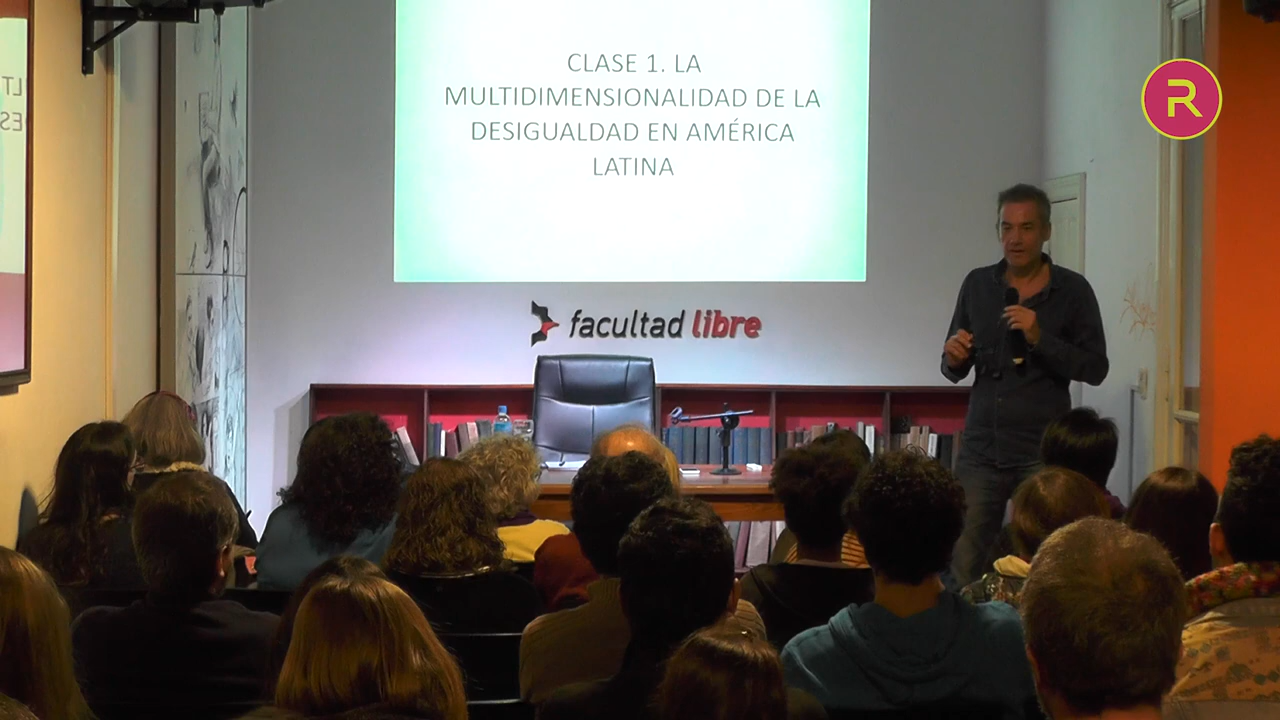 CLASE 1. LA
MULTIDIMENSIONALIDAD DE LA
DESIGUALDAD EN AMÉRICA
LATINA
R
facultad libre